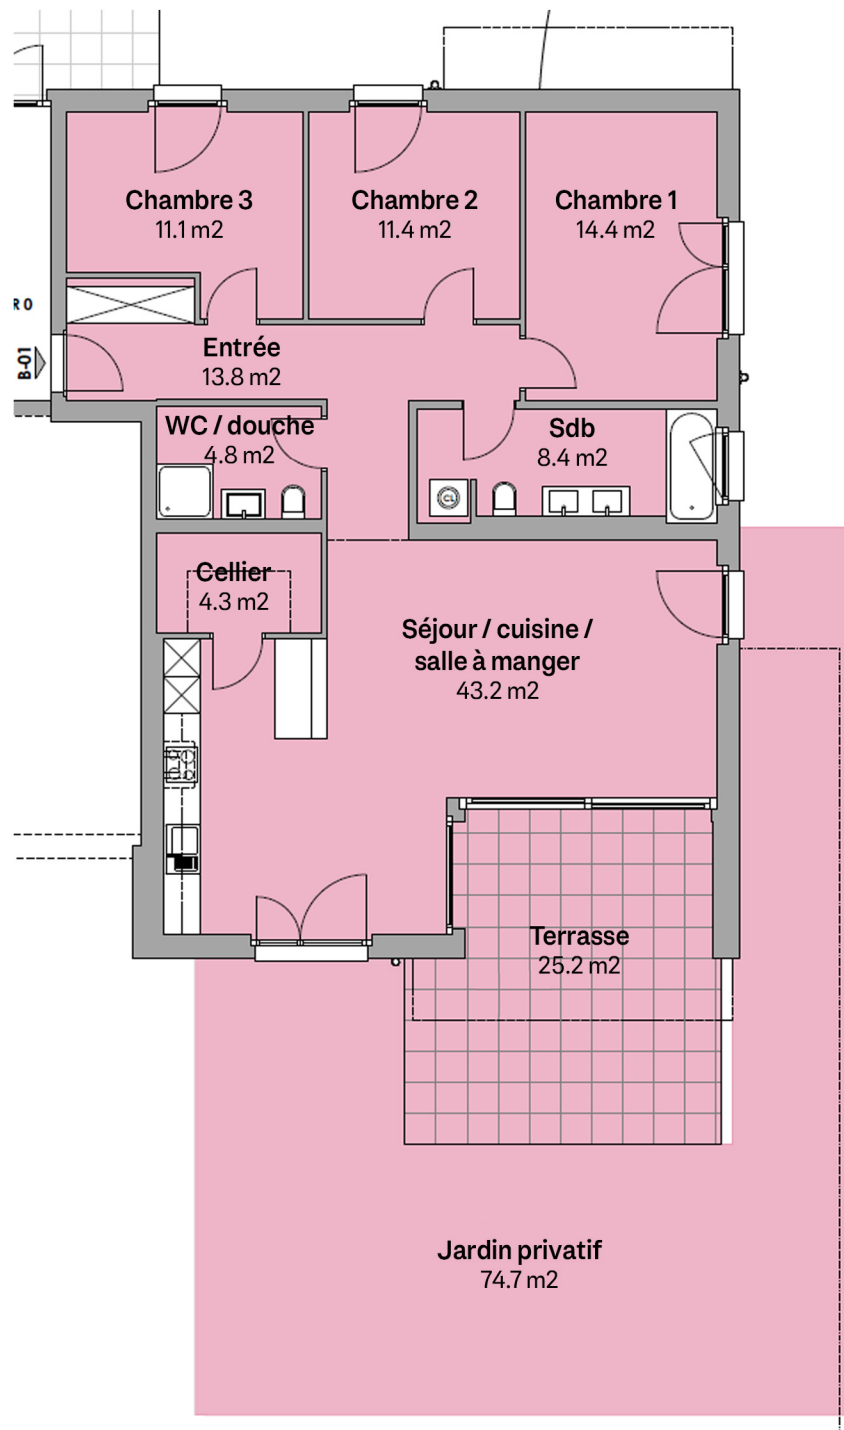 Chambre 3
11.1 m2
Chambre 2
11.4 m2
Chambre 1
14.4 m2
R 0
B-01
Entrée
13.8 m2
WC / douche
4.8 m2
Sdb
8.4 m2
CL
Cellier
4.3 m2
Séjour / cuisine /
salle à manger
43.2 m2
Terrasse
25.2 m2
Jardin privatif
74.7 m2